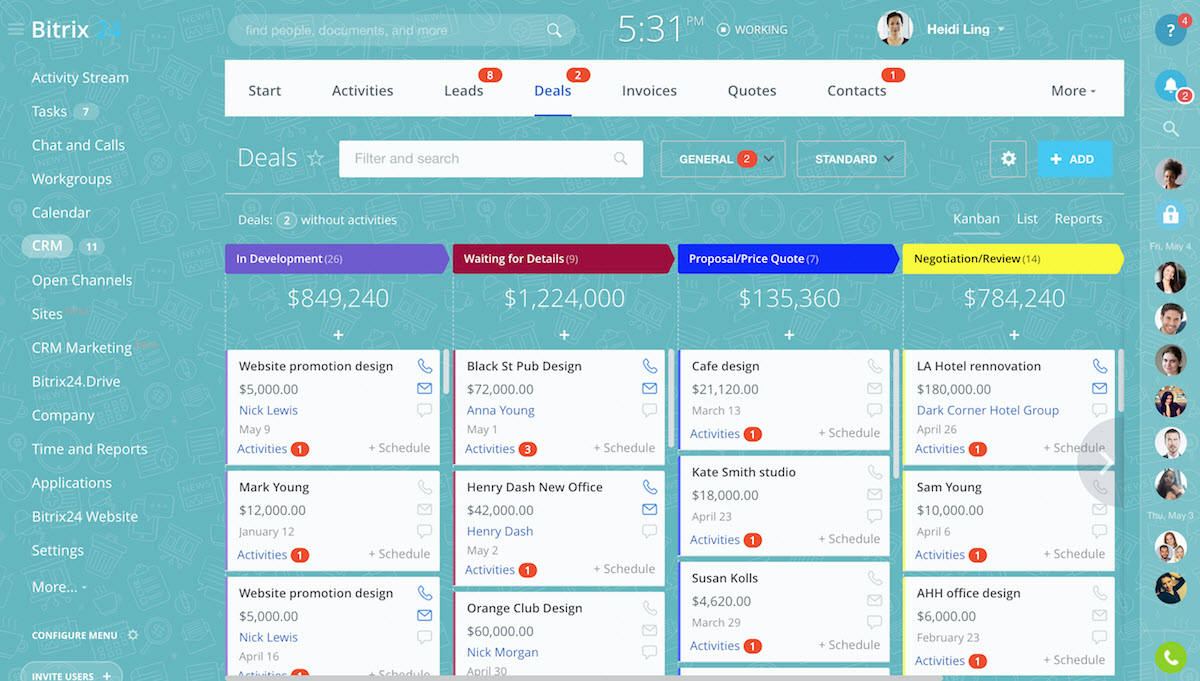 Bitrix 24
find people, documents, and more
5:31 PM
WORKING
Heidi Ling
?
4
2
Activity Stream
Tasks 7
Chat and Calls
Workgroups
Calendar
CRM 11
Open Channels
Sites
CRM Marketing
Bitrix24.Drive
Company
Time and Reports
Applications
Bitrix24 Website
Settings
More...
CONFIGURE MENU
INVITE USERS +
Start
Activities
Leads 8
Deals 2
Invoices
Quotes
Contacts 1
More
Deals
Filter and search
GENERAL 2
STANDARD
+ ADD
Deals: 2 without activities
Kanban List Reports
In Development (26)
$849,240
+
Website promotion design
$5,000.00
Nick Lewis
May 9
Activities 1 + Schedule
Mark Young
$12,000.00
January 12
Activities 1 + Schedule
Website promotion design
$5,000.00
Nick Lewis
April 16
Activities 1 + Schedule
Waiting for Details (9)
$1,224,000
+
Black St Pub Design
$72,000.00
Anna Young
May 1
Activities 3 + Schedule
Henry Dash New Office
$42,000.00
Henry Dash
May 2
Activities 1 + Schedule
Orange Club Design
$60,000.00
Nick Morgan
April 30
Proposal/Price Quote (7)
$135,360
+
Cafe design
$21,120.00
March 13
Activities 1 + Schedule
Kate Smith studio
$18,000.00
April 23
Activities 1 + Schedule
Susan Kolls
$4,620.00
March 29
Activities 1 + Schedule
Negotiation/Review (14)
$784,240
+
LA Hotel rennovation
$180,000.00
Dark Corner Hotel Group
April 26
Activities 1 + Schedule
Sam Young
$10,000.00
April 6
Activities 1 + Schedule
AHH office design
$6,000.00
February 23
Activities 1 + Schedule
Fri, May 4
Thu, May 3